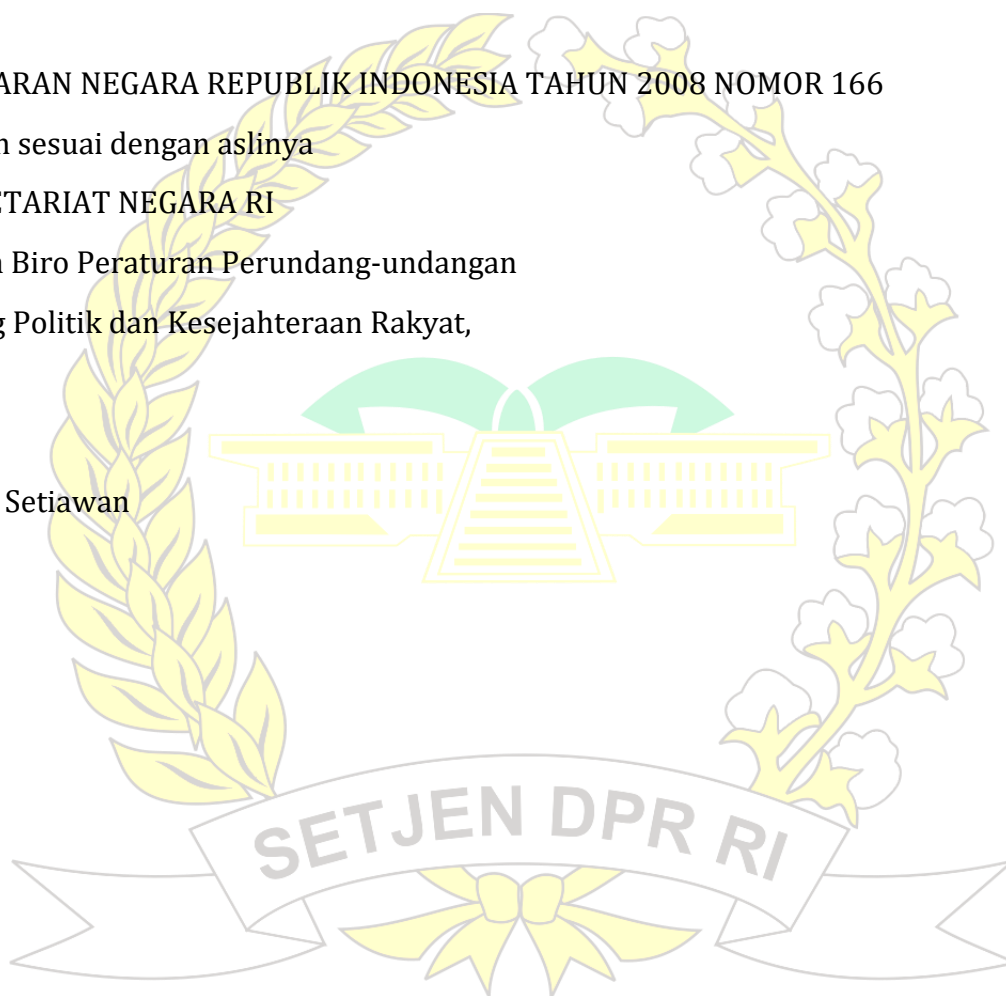 ARAN NEGARA REPUBLIK INDONESIA TAHUN 2008 NOMOR 166
n sesuai dengan aslinya
ETARIAT NEGARA RI
n Biro Peraturan Perundang-undangan
g Politik dan Kesejahteraan Rakyat,
Setiawan
SETJEN DPR RI